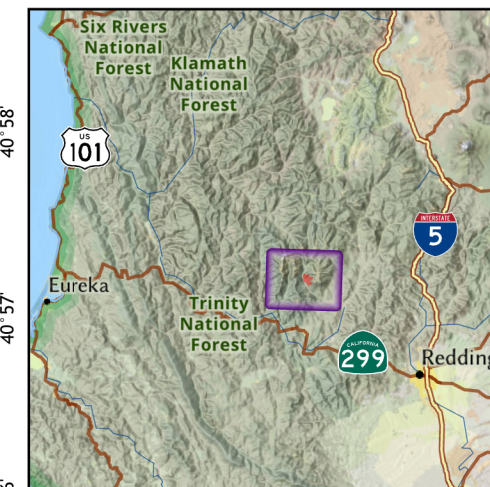 Six Rivers
National
Forest
Klamath
National
Forest
40°58'
US
101
INTERSTATE
5
Eureka
40°57'
Trinity
National
Forest
CALIFORNIA
299
Redding